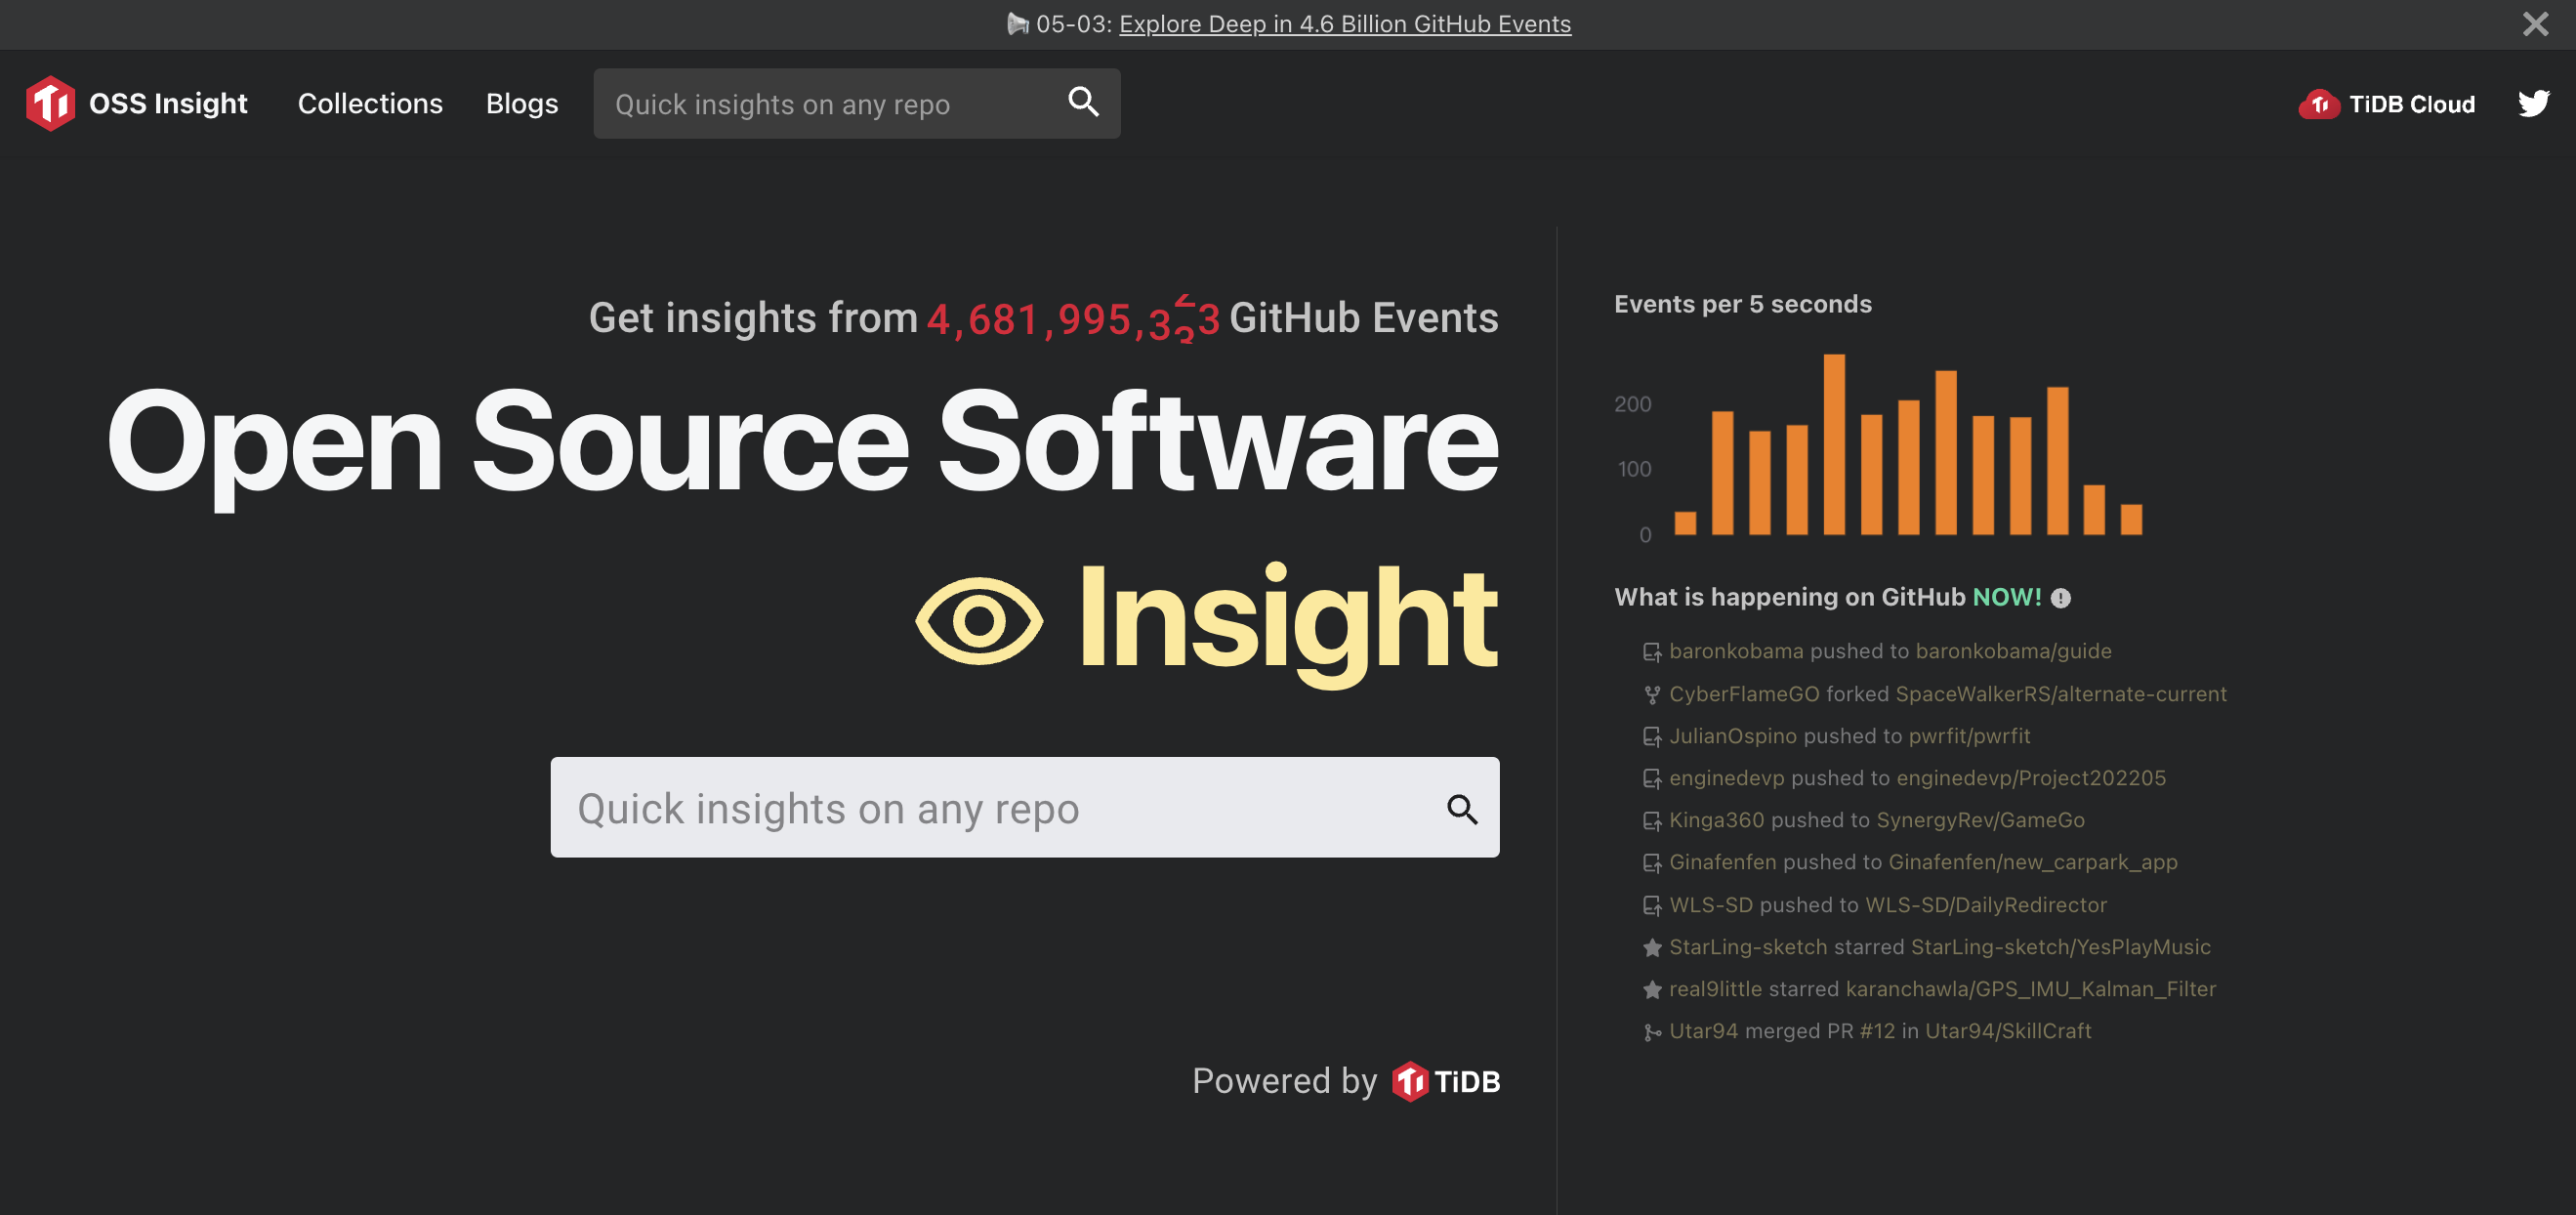 05-03: Explore Deep in 4.6 Billion GitHub Events
OSS Insight
Collections
Blogs
Quick insights on any repo
TiDB Cloud
Get insights from 4,681,995,3 3 GitHub Events
Open Source Software
Insight
Quick insights on any repo
Powered by TiDB
Events per 5 seconds
200
100
0
What is happening on GitHub NOW!
baronkobama pushed to baronkobama/guide
CyberFlameGO forked SpaceWalkerRS/alternate-current
JulianOspino pushed to pwrfit/pwrfit
enginedevp pushed to enginedevp/Project202205
Kinga360 pushed to SynergyRev/GameGo
Ginafenfen pushed to Ginafenfen/new_carpark_app
WLS-SD pushed to WLS-SD/DailyRedirector
StarLing-sketch starred StarLing-sketch/YesPlayMusic
real9little starred karanchawla/GPS_IMU_Kalman_Filter
Utar94 merged PR #12 in Utar94/SkillCraft